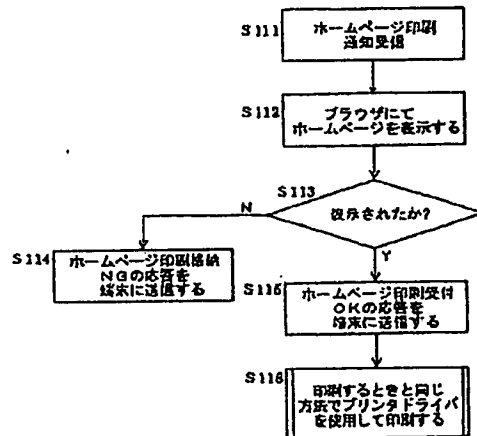 S111
ホームページ印刷
通知受信
S112
ブラウザにて
ホームページを表示する
S113
表示されたか?
N
Y
S114
ホームページ印刷接続
NGの応答を
端末に送信する
S115
ホームページ印刷受付
OKの応答を
端末に送信する
S116
印刷するときと同じ
方法でプリンタドライバ
を使用して印刷する